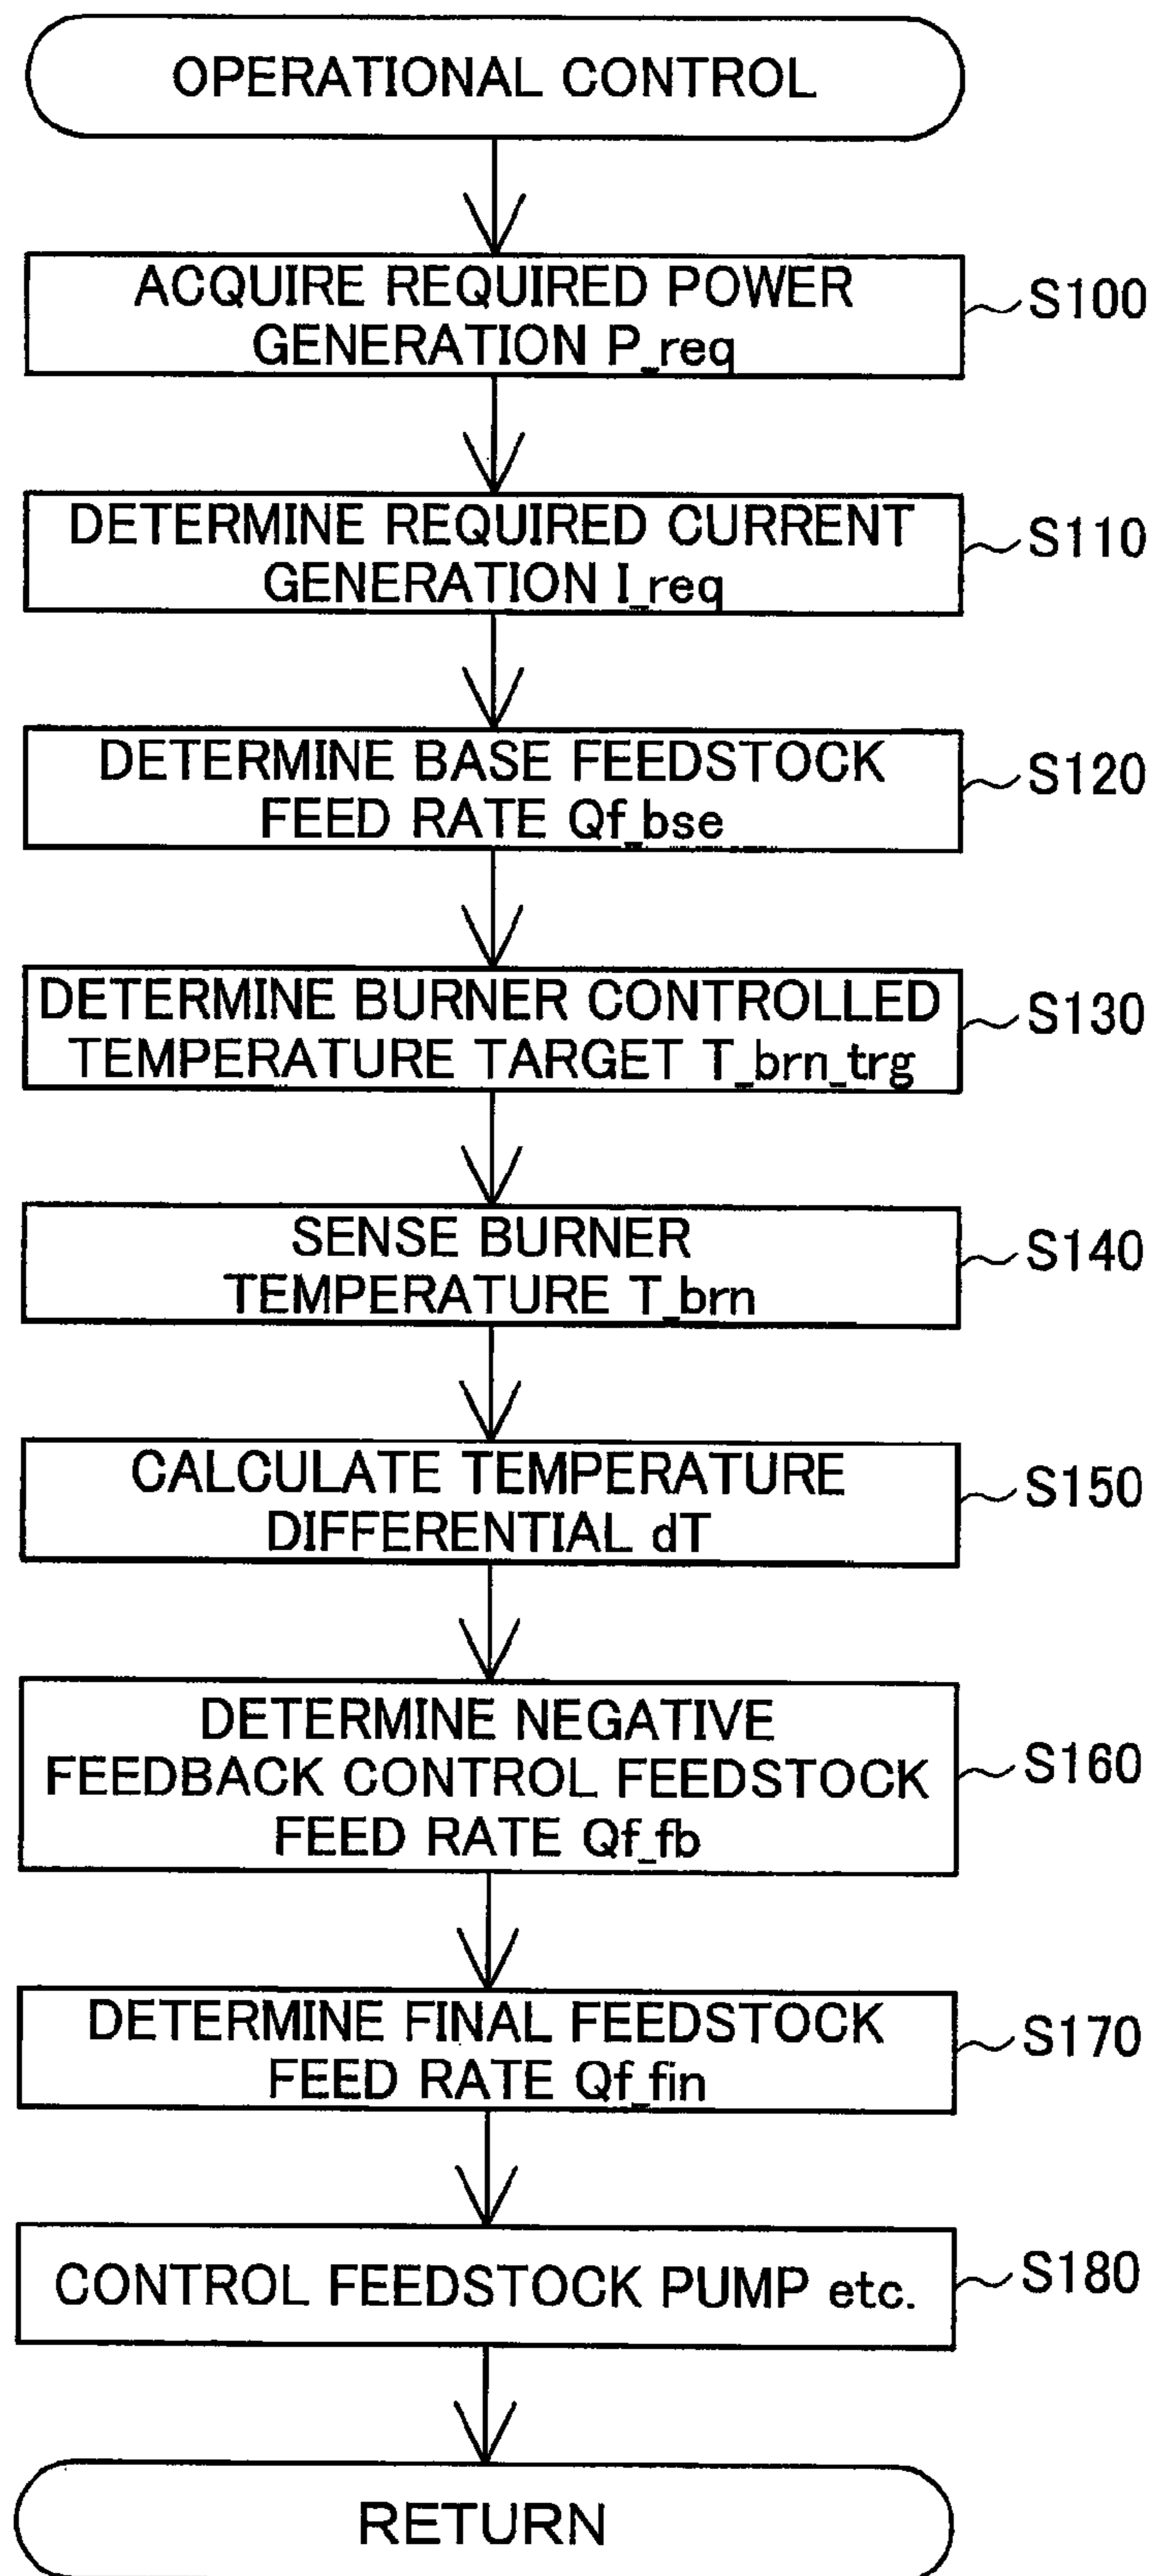 OPERATIONAL CONTROL
ACQUIRE REQUIRED POWER
GENERATION P_req
S100
DETERMINE REQUIRED CURRENT
GENERATION I_req
S110
DETERMINE BASE FEEDSTOCK
FEED RATE Qf_bse
S120
DETERMINE BURNER CONTROLLED
TEMPERATURE TARGET T_brn_trg
S130
SENSE BURNER
TEMPERATURE T_brn
S140
CALCULATE TEMPERATURE
DIFFERENTIAL dT
S150
DETERMINE NEGATIVE
FEEDBACK CONTROL FEEDSTOCK
FEED RATE Qf_fb
S160
DETERMINE FINAL FEEDSTOCK
FEED RATE Qf_fin
S170
CONTROL FEEDSTOCK PUMP etc.
S180
RETURN